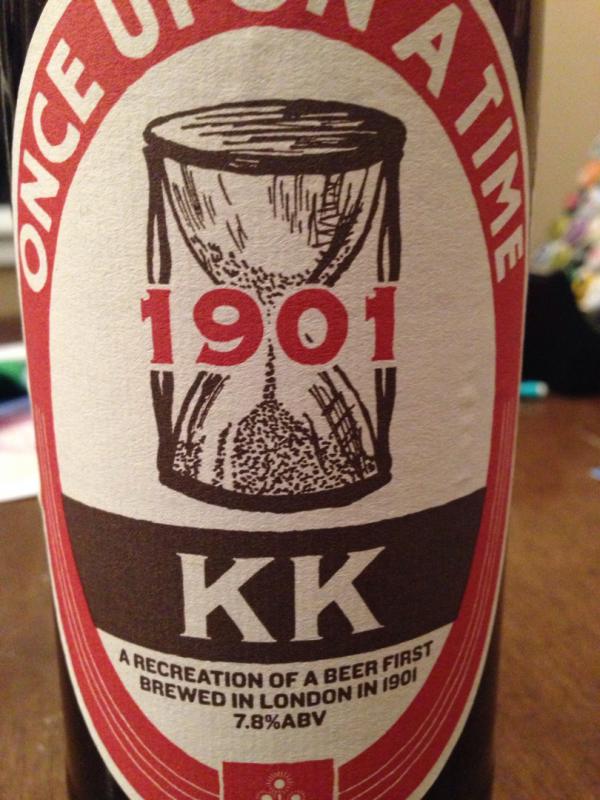 ONCE UPON A TIME
1901
KK
A RECREATION OF A BEER FIRST
BREWED IN LONDON IN 1901
7.8%ABV